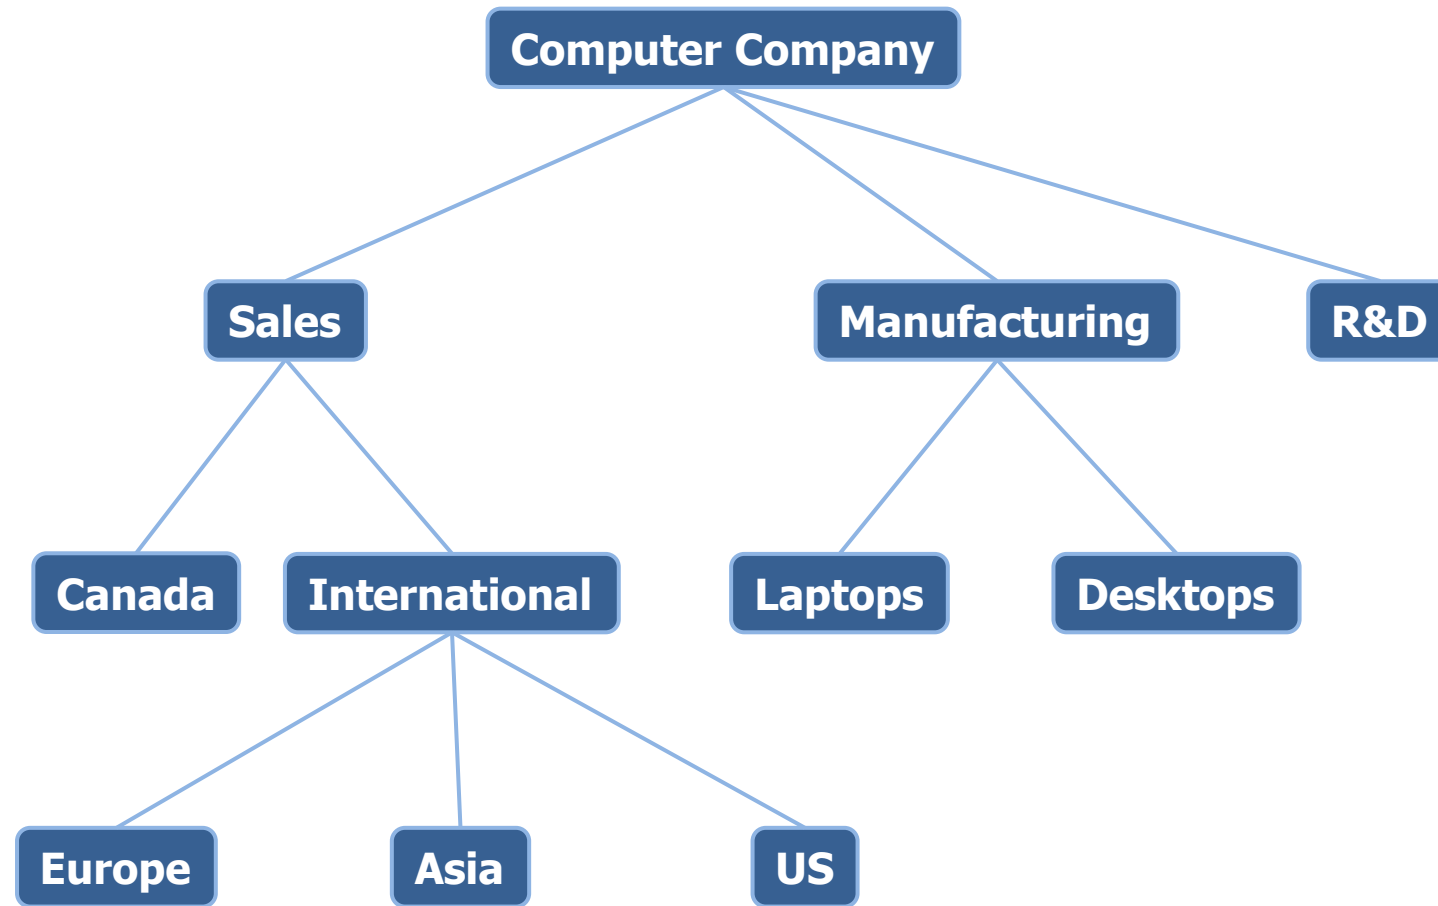 Computer Company
Sales
Manufacturing
R&D
Canada
International
Laptops
Desktops
Europe
Asia
US